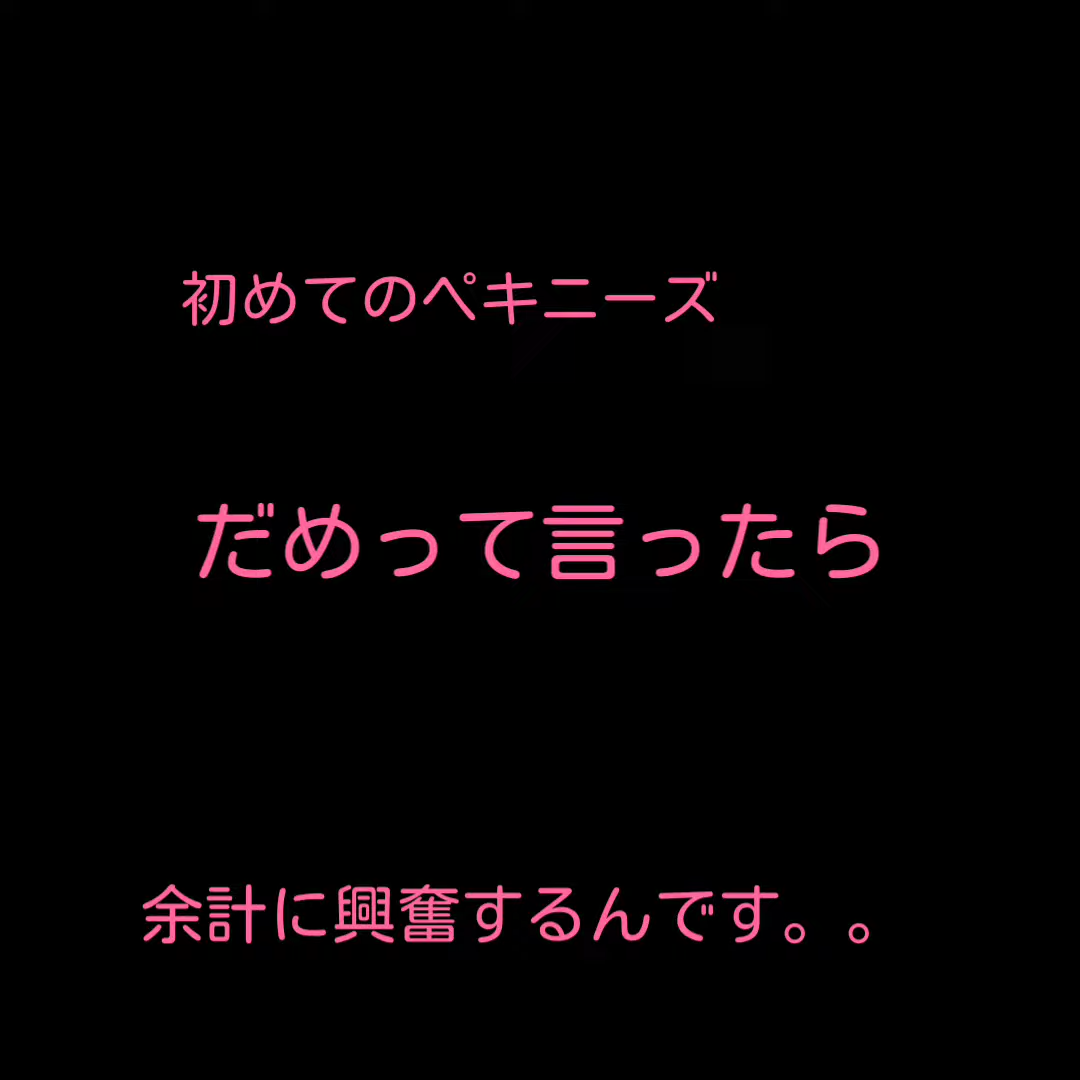 初めてのペキニーズ
だめって言ったら
余計に興奮するんです。。